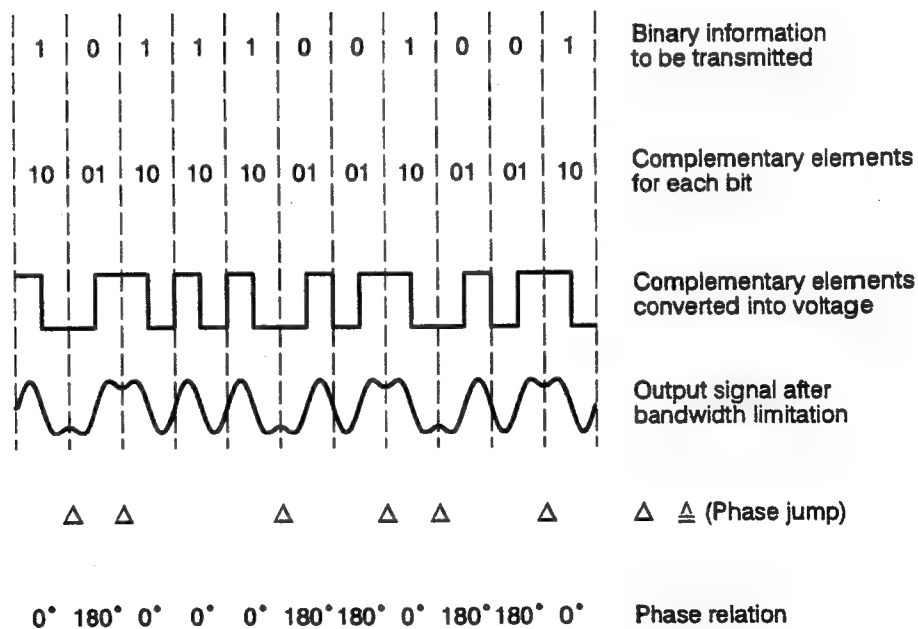 1 0 1 1 1 0 0 1 0 0 1 Binary information
to be transmitted
10 01 10 10 10 01 01 10 01 01 10 Complementary elements
for each bit
Complementary elements
converted into voltage
Output signal after
bandwidth limitation
Δ Δ Δ Δ Δ Δ Δ ≙ (Phase jump)
0° 180° 0° 0° 0° 180° 180° 0° 180° 180° 0° Phase relation